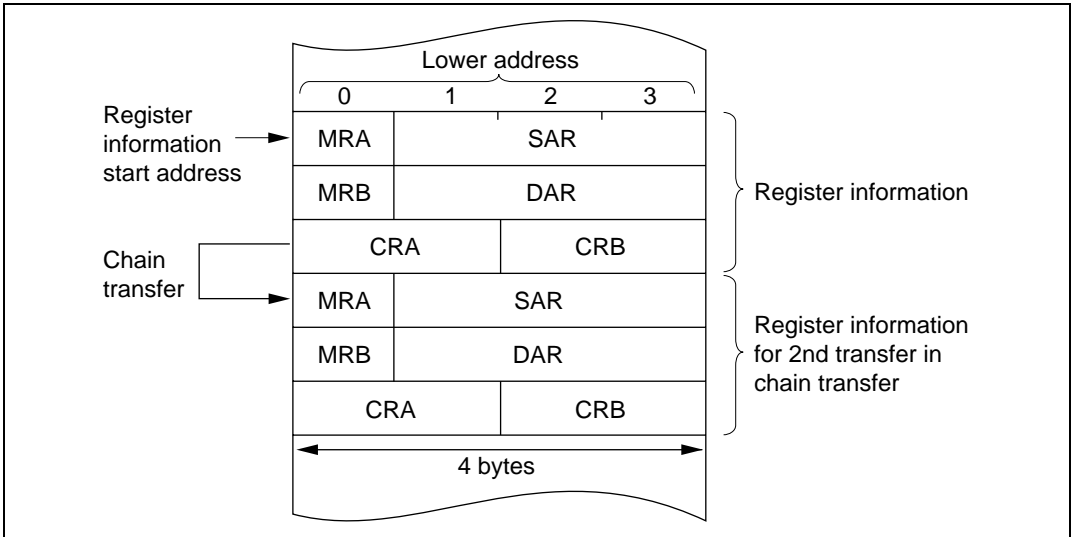 Lower address
0 1 2 3
Register
information
start address
MRA SAR
MRB DAR
Register information
CRA CRB
Chain
transfer
MRA SAR
MRB DAR
Register information
for 2nd transfer in
chain transfer
CRA CRB
4 bytes